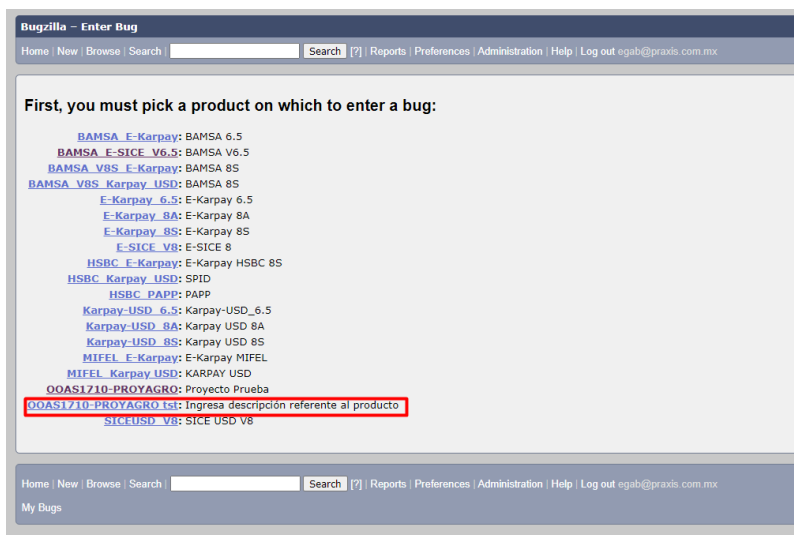 Bugzilla – Enter Bug
Home | New | Browse | Search | Search [?] | Reports | Preferences | Administration | Help | Log out egab@praxis.com.mx
First, you must pick a product on which to enter a bug:
BAMSA_E-Karpay: BAMSA 6.5
BAMSA_E-SICE_V6.5: BAMSA V6.5
BAMSA_V8S_E-Karpay: BAMSA 8S
BAMSA_V8S_Karpay_USD: BAMSA 8S
E-Karpay_6.5: E-Karpay 6.5
E-Karpay_8A: E-Karpay 8A
E-Karpay_8S: E-Karpay 8S
E-SICE_V8: E-SICE 8
HSBC_E-Karpay: E-Karpay HSBC 8S
HSBC_Karpay_USD: SPID
HSBC_PAPP: PAPP
Karpay-USD_6.5: Karpay-USD_6.5
Karpay-USD_8A: Karpay USD 8A
Karpay-USD_8S: Karpay USD 8S
MIFEL_E-Karpay: E-Karpay MIFEL
MIFEL_Karpay USD: KARPAY USD
OOAS1710-PROYAGRO: Proyecto Prueba
OOAS1710-PROYAGRO tst: Ingresa descripción referente al producto
SICEUSD_V8: SICE USD V8
Home | New | Browse | Search | Search [?] | Reports | Preferences | Administration | Help | Log out egab@praxis.com.mx
My Bugs